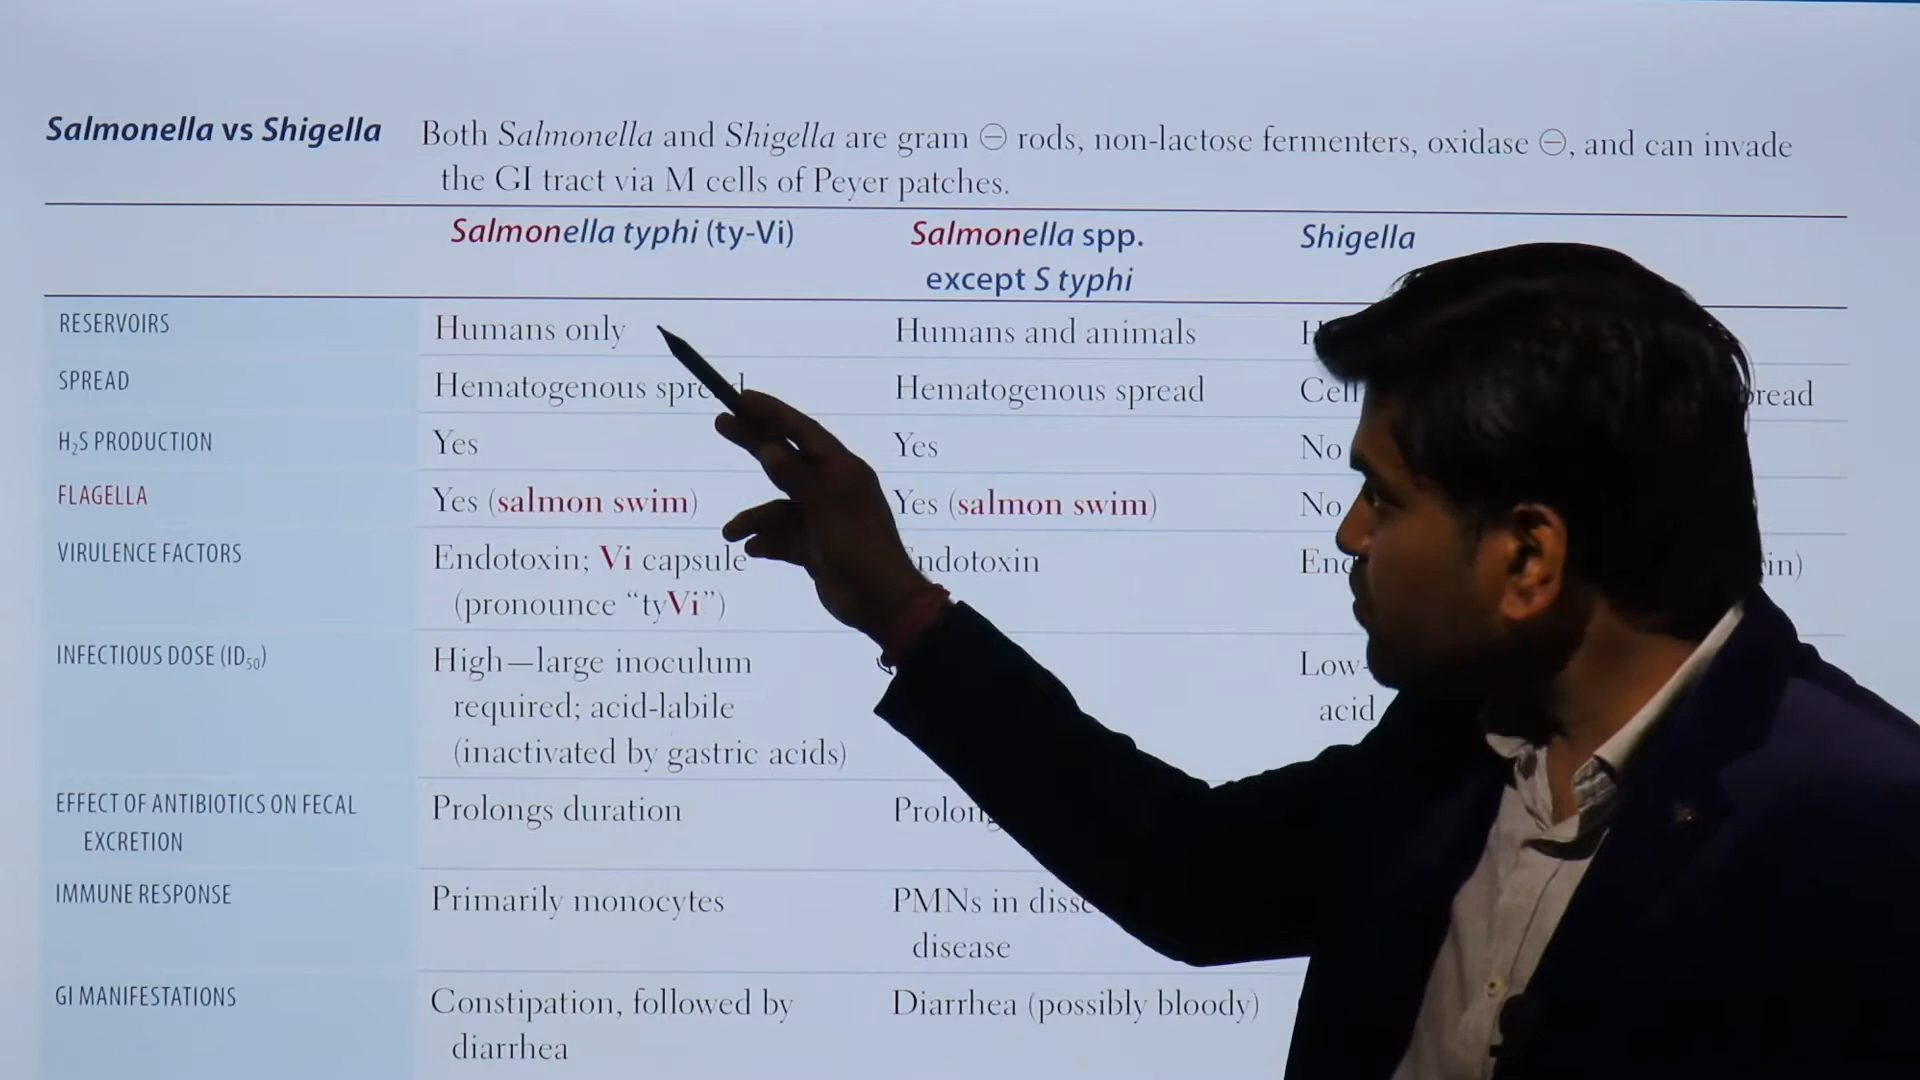 Salmonella vs Shigella
Both Salmonella and Shigella are gram ⊖ rods, non-lactose fermenters, oxidase ⊖, and can invade
the GI tract via M cells of Peyer patches.
Salmonella typhi (ty-Vi)
Salmonella spp.
except S typhi
Shigella
RESERVOIRS
Humans only
Humans and animals
SPREAD
Hematogenous
Hematogenous spread
Cell
H₂S PRODUCTION
Yes
Yes
No
FLAGELLA
Yes (salmon swim)
Yes (salmon swim)
No
VIRULENCE FACTORS
Endotoxin; Vi capsule
(pronounce “tyVi”)
INFECTIOUS DOSE (ID₅₀)
High—large inoculum
required; acid-labile
(inactivated by gastric acids)
Low-
acid
EFFECT OF ANTIBIOTICS ON FECAL
EXCRETION
Prolongs duration
IMMUNE RESPONSE
Primarily monocytes
PMNs in
disease
GI MANIFESTATIONS
Constipation, followed by
diarrhea
Diarrhea (possibly bloody)